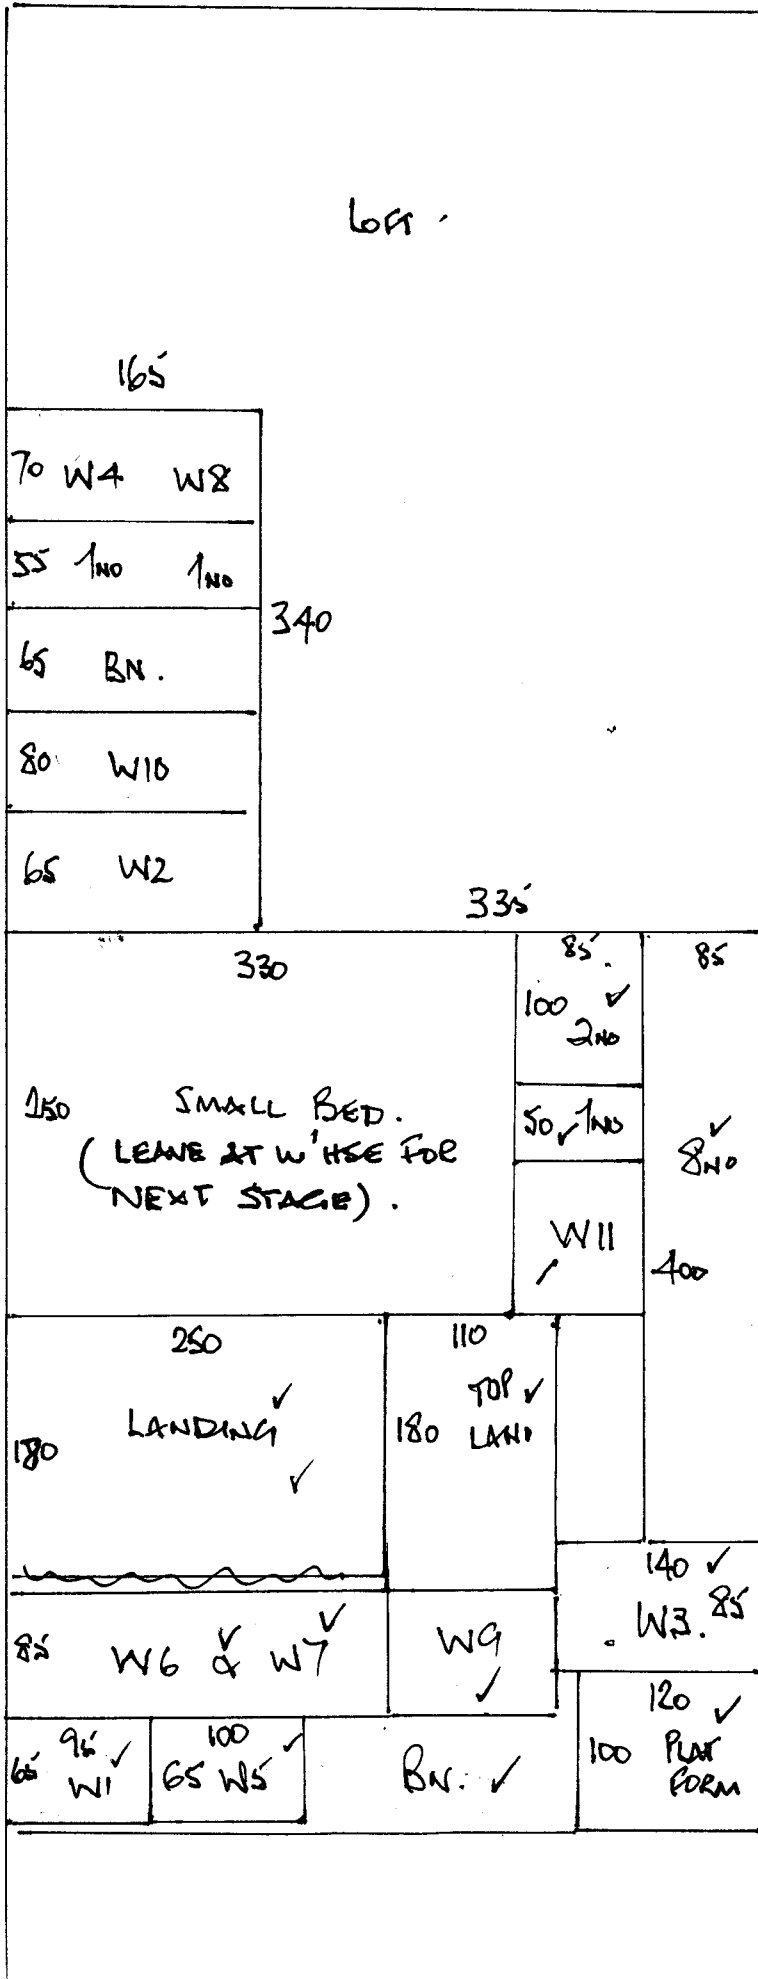 LOFT
165
70 W4 W8
55 1NO 1NO
340
65 BN.
80 W10
65 W2
335
330
85
85
100 2NO
250
SMALL BED.
(LEAVE AT W'HSE FOR
NEXT STAGE).
50 1NO
8NO
W11
400
250
110
LANDING
TOP
180
180 LAND
140
85 W6 & W7
W9
W3. 85
95
100
120
65 W1
65 W5
BN.
100 PLAT
FORM